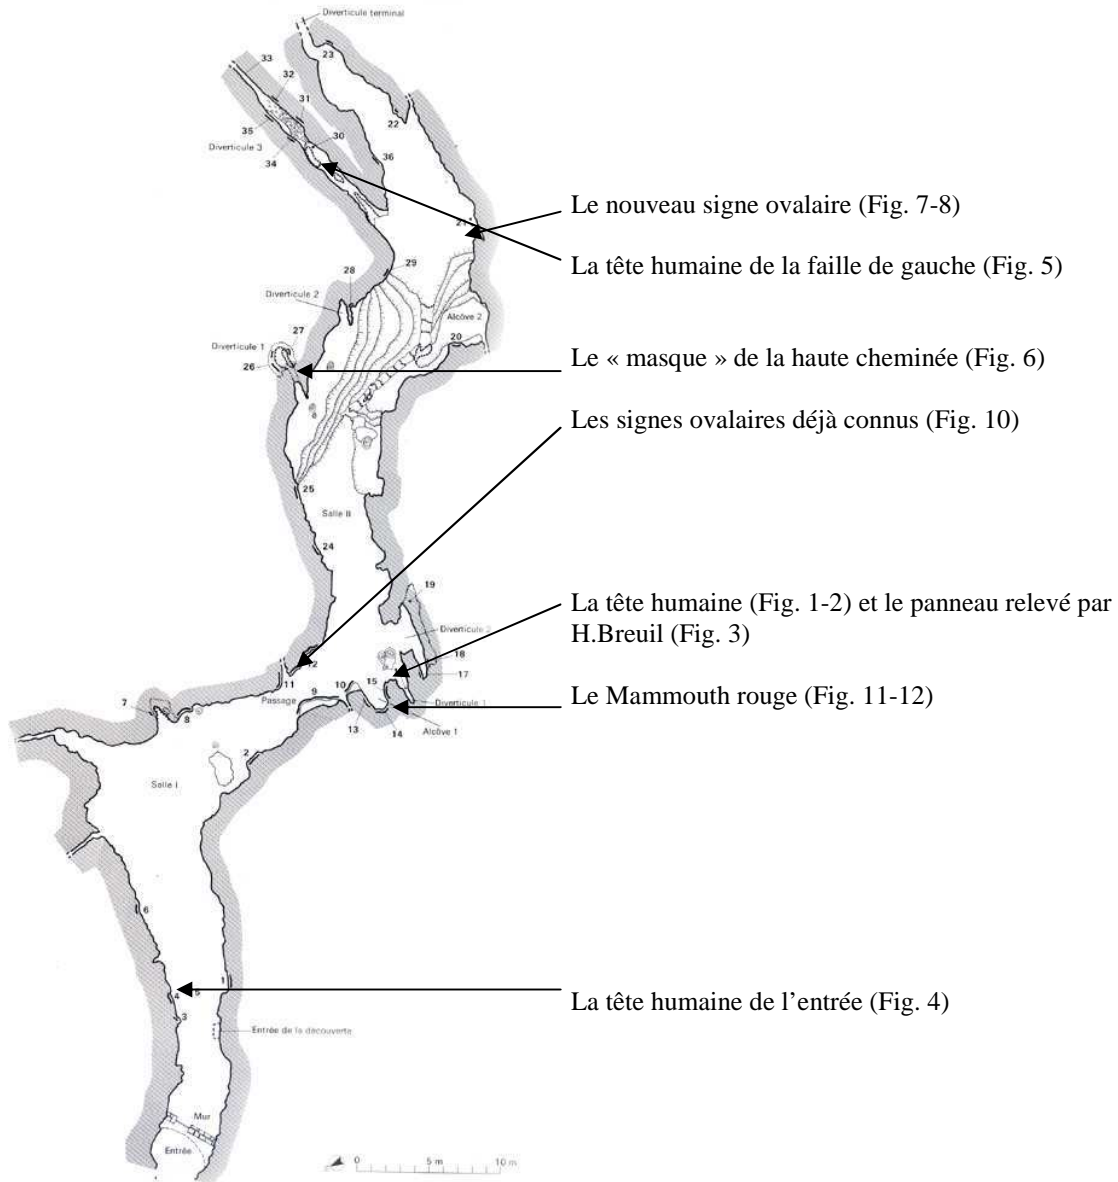 Diverticule terminal
23
33
32
31
22
35
30
Diverticule 3
34
36
Le nouveau signe ovalaire (Fig. 7-8)
21
La tête humaine de la faille de gauche (Fig. 5)
29
28
Diverticule 2
Alcôve 2
27
20
Diverticule 1
26
Le « masque » de la haute cheminée (Fig. 6)
Les signes ovalaires déjà connus (Fig. 10)
25
Salle II
24
19
La tête humaine (Fig. 1-2) et le panneau relevé par
H.Breuil (Fig. 3)
Diverticule 2
18
12
17
11
15
10
9
Passage
Le Mammouth rouge (Fig. 11-12)
7
8
Diverticule 1
13
14
Alcôve 1
2
Salle I
6
1
4
5
La tête humaine de l’entrée (Fig. 4)
3
Entrée de la découverte
Mur
Entrée
0
5 m
10 m